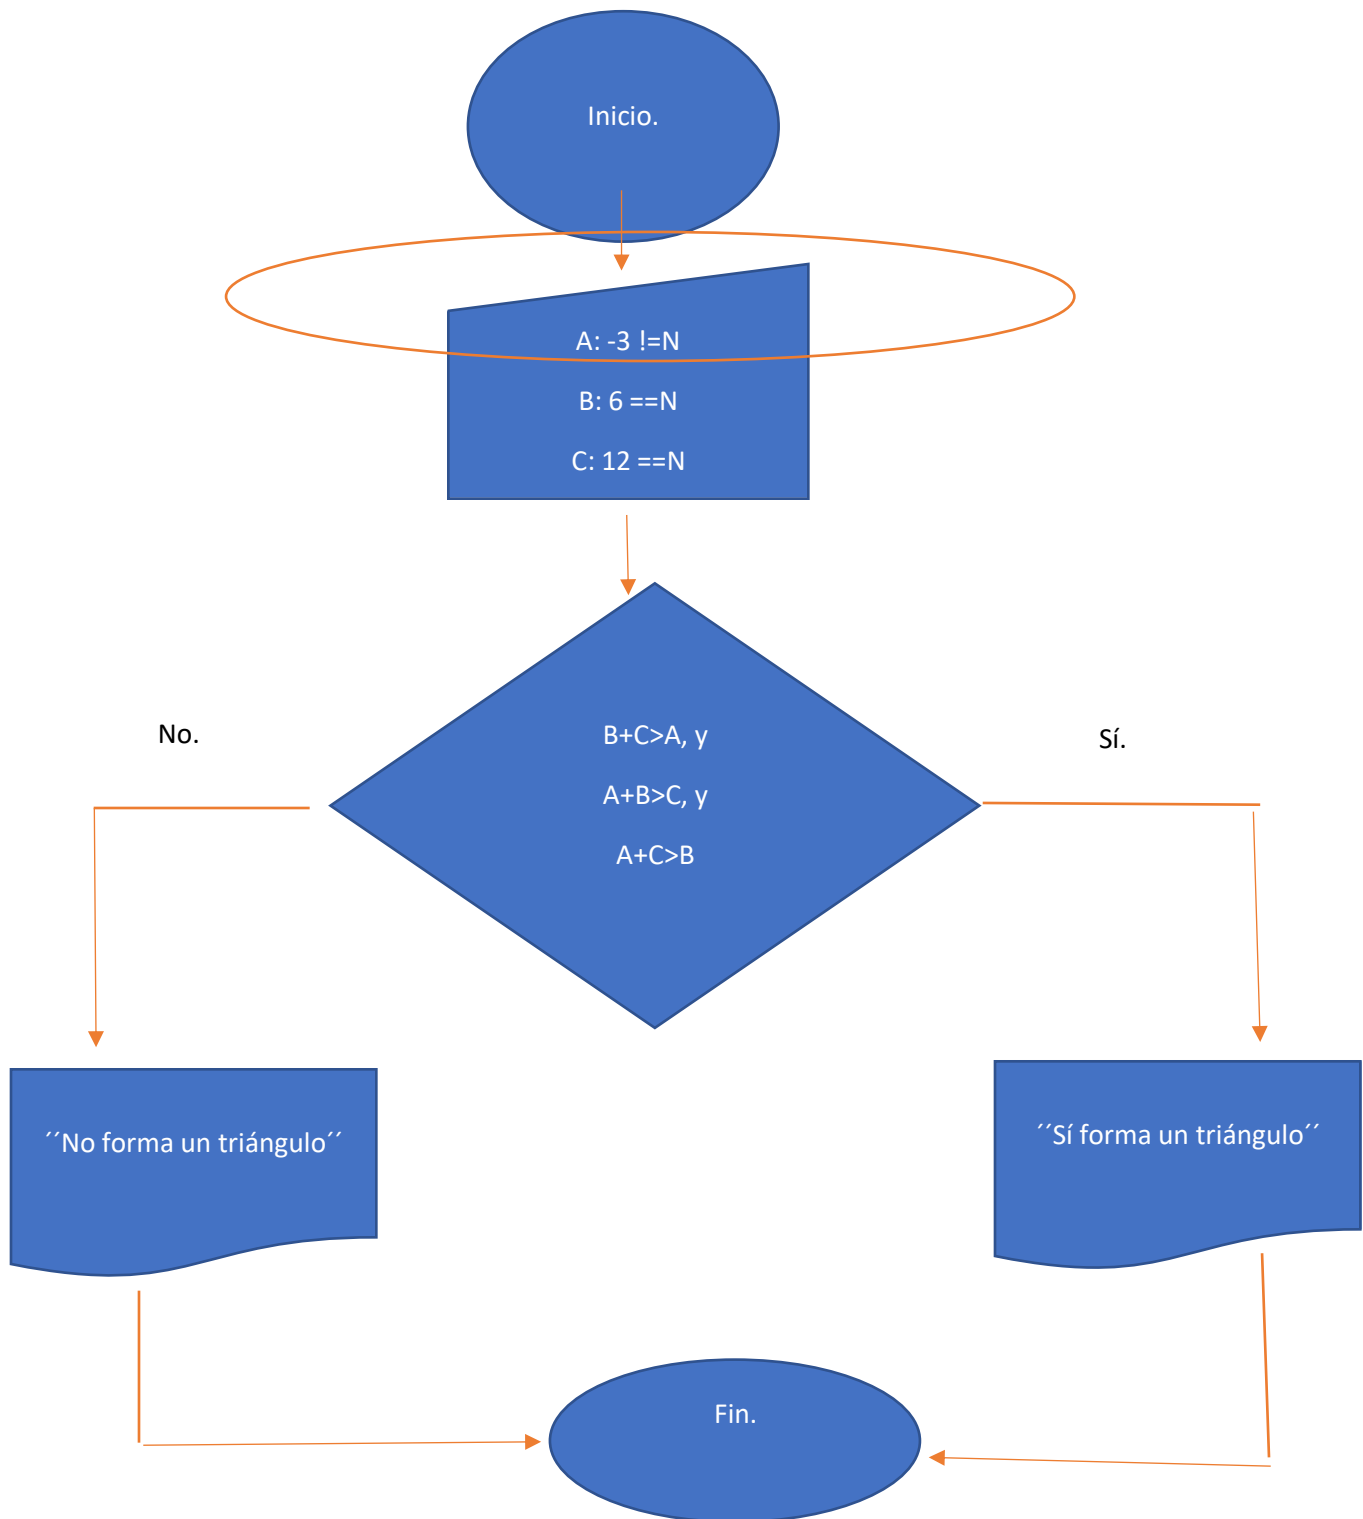 Inicio.
A: -3 !=N
B: 6 ==N
C: 12 ==N
No.
B+C>A, y
A+B>C, y
A+C>B
Sí.
´´No forma un triángulo´´
´´Sí forma un triángulo´´
Fin.